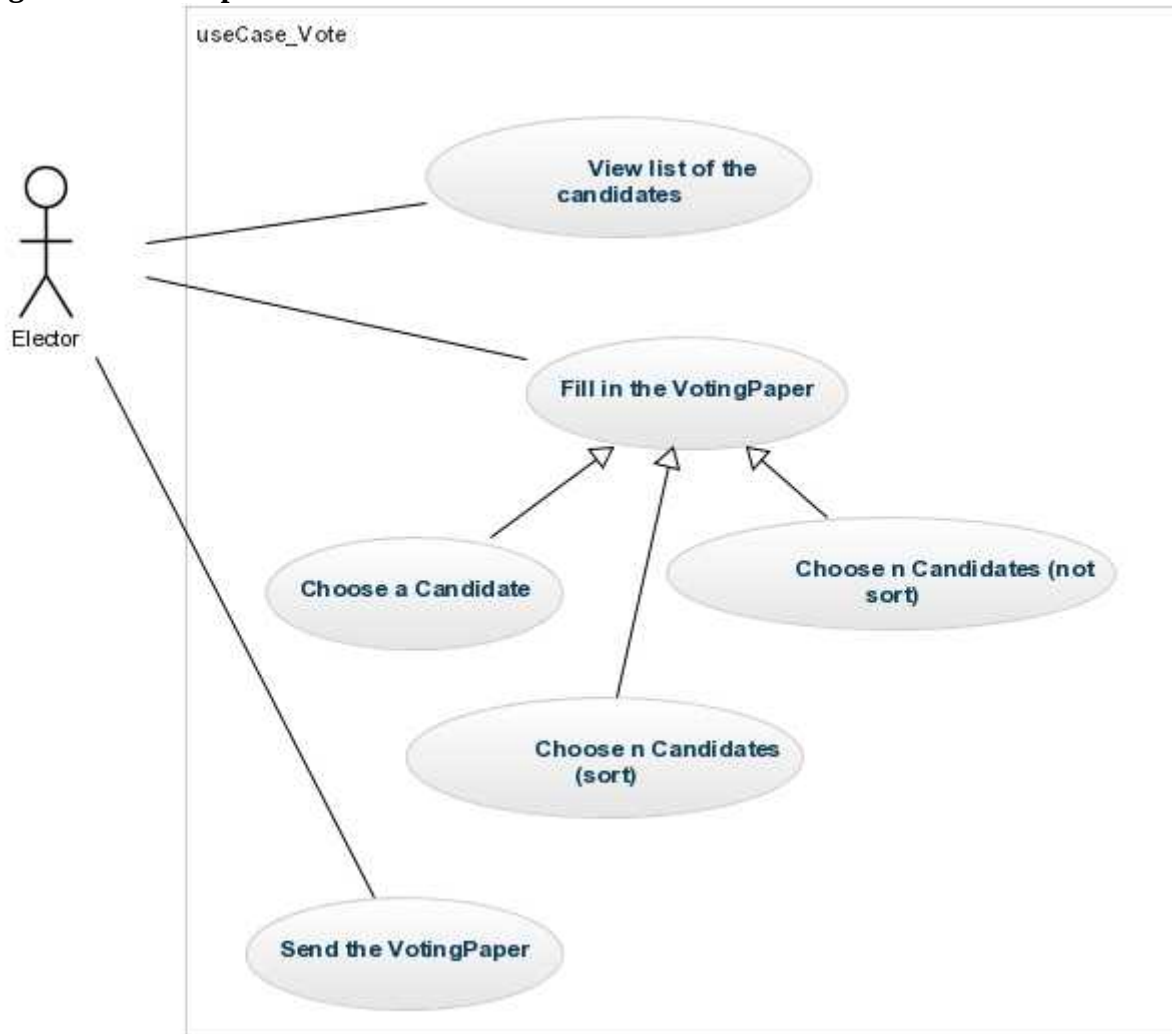 useCase_Vote
View list of the
candidates
Elector
Fill in the VotingPaper
Choose a Candidate
Choose n Candidates (not
sort)
Choose n Candidates
(sort)
Send the VotingPaper